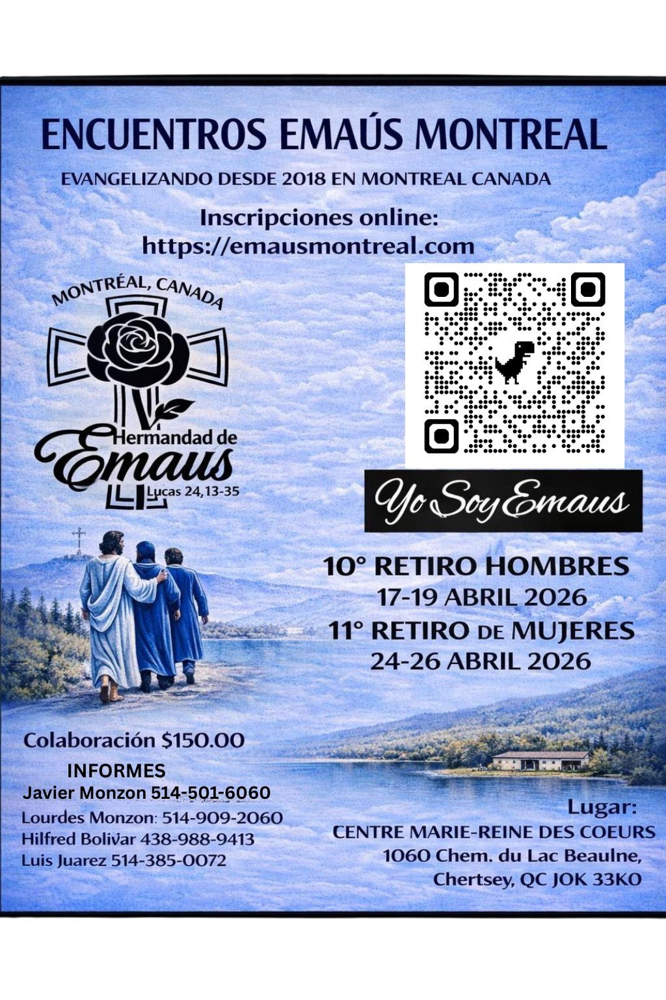 ENCUENTROS EMAÚS MONTREAL
EVANGELIZANDO DESDE 2018 EN MONTREAL CANADA
Inscripciones online:
https://emausmontreal.com
MONTRÉAL, CANADA
Hermandad de
Emaus
Lucas 24,13-35
Yo Soy Emaus
10° RETIRO HOMBRES
17-19 ABRIL 2026
11° RETIRO DE MUJERES
24-26 ABRIL 2026
Colaboración $150.00
INFORMES
Javier Monzon 514-501-6060
Lourdes Monzon: 514-909-2060
Hilfred Bolivar 438-988-9413
Luis Juarez 514-385-0072
Lugar:
CENTRE MARIE-REINE DES COEURS
1060 Chem. du Lac Beaulne,
Chertsey, QC JOK 33KO